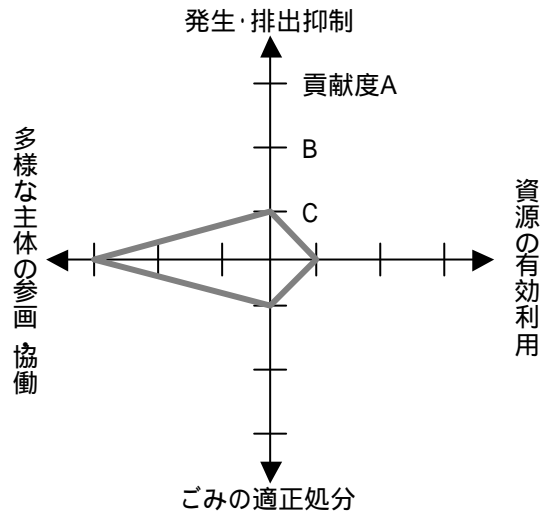 発生・排出抑制
貢献度A
B
C
多様な主体の参画・協働
資源の有効利用
ごみの適正処分